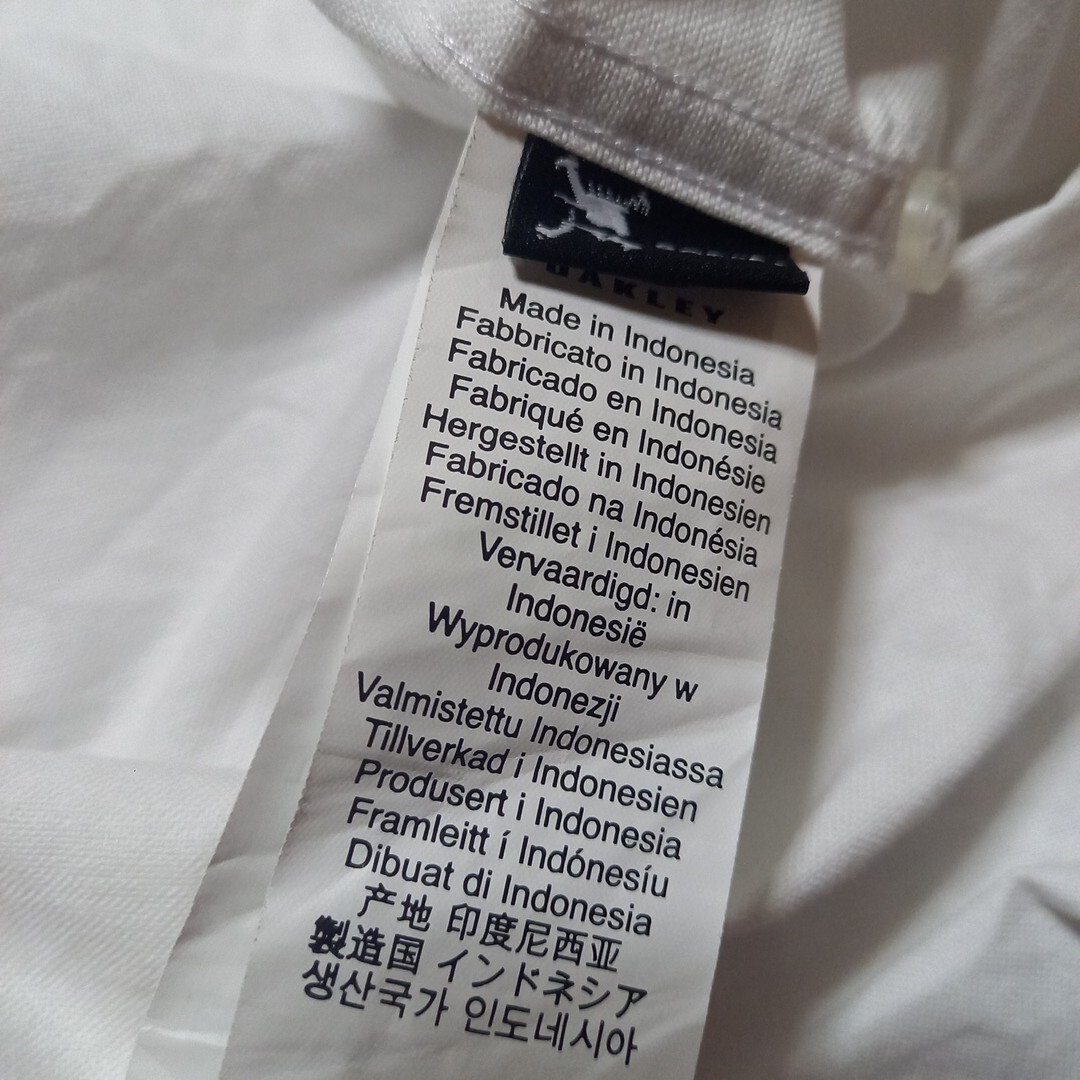 OAKLEY
Made in Indonesia
Fabbricato in Indonesia
Fabricado en Indonesia
Fabriqué en Indonésie
Hergestellt in Indonesien
Fabricado na Indonésia
Fremstillet i Indonesien
Vervaardigd: in
Indonesië
Wyprodukowany w
Indonezji
Valmistettu Indonesiassa
Tillverkad i Indonesien
Produsert i Indonesia
Framleitt í Indónesíu
Dibuat di Indonesia
产地 印度尼西亚
製造国 インドネシア
생산국가 인도네시아